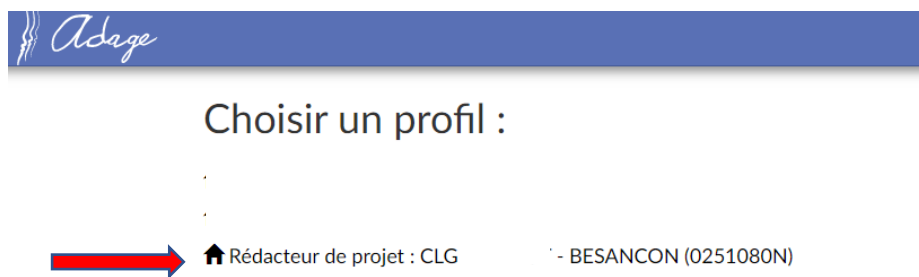 Adage
Choisir un profil :
Rédacteur de projet : CLG - BESANCON (0251080N)